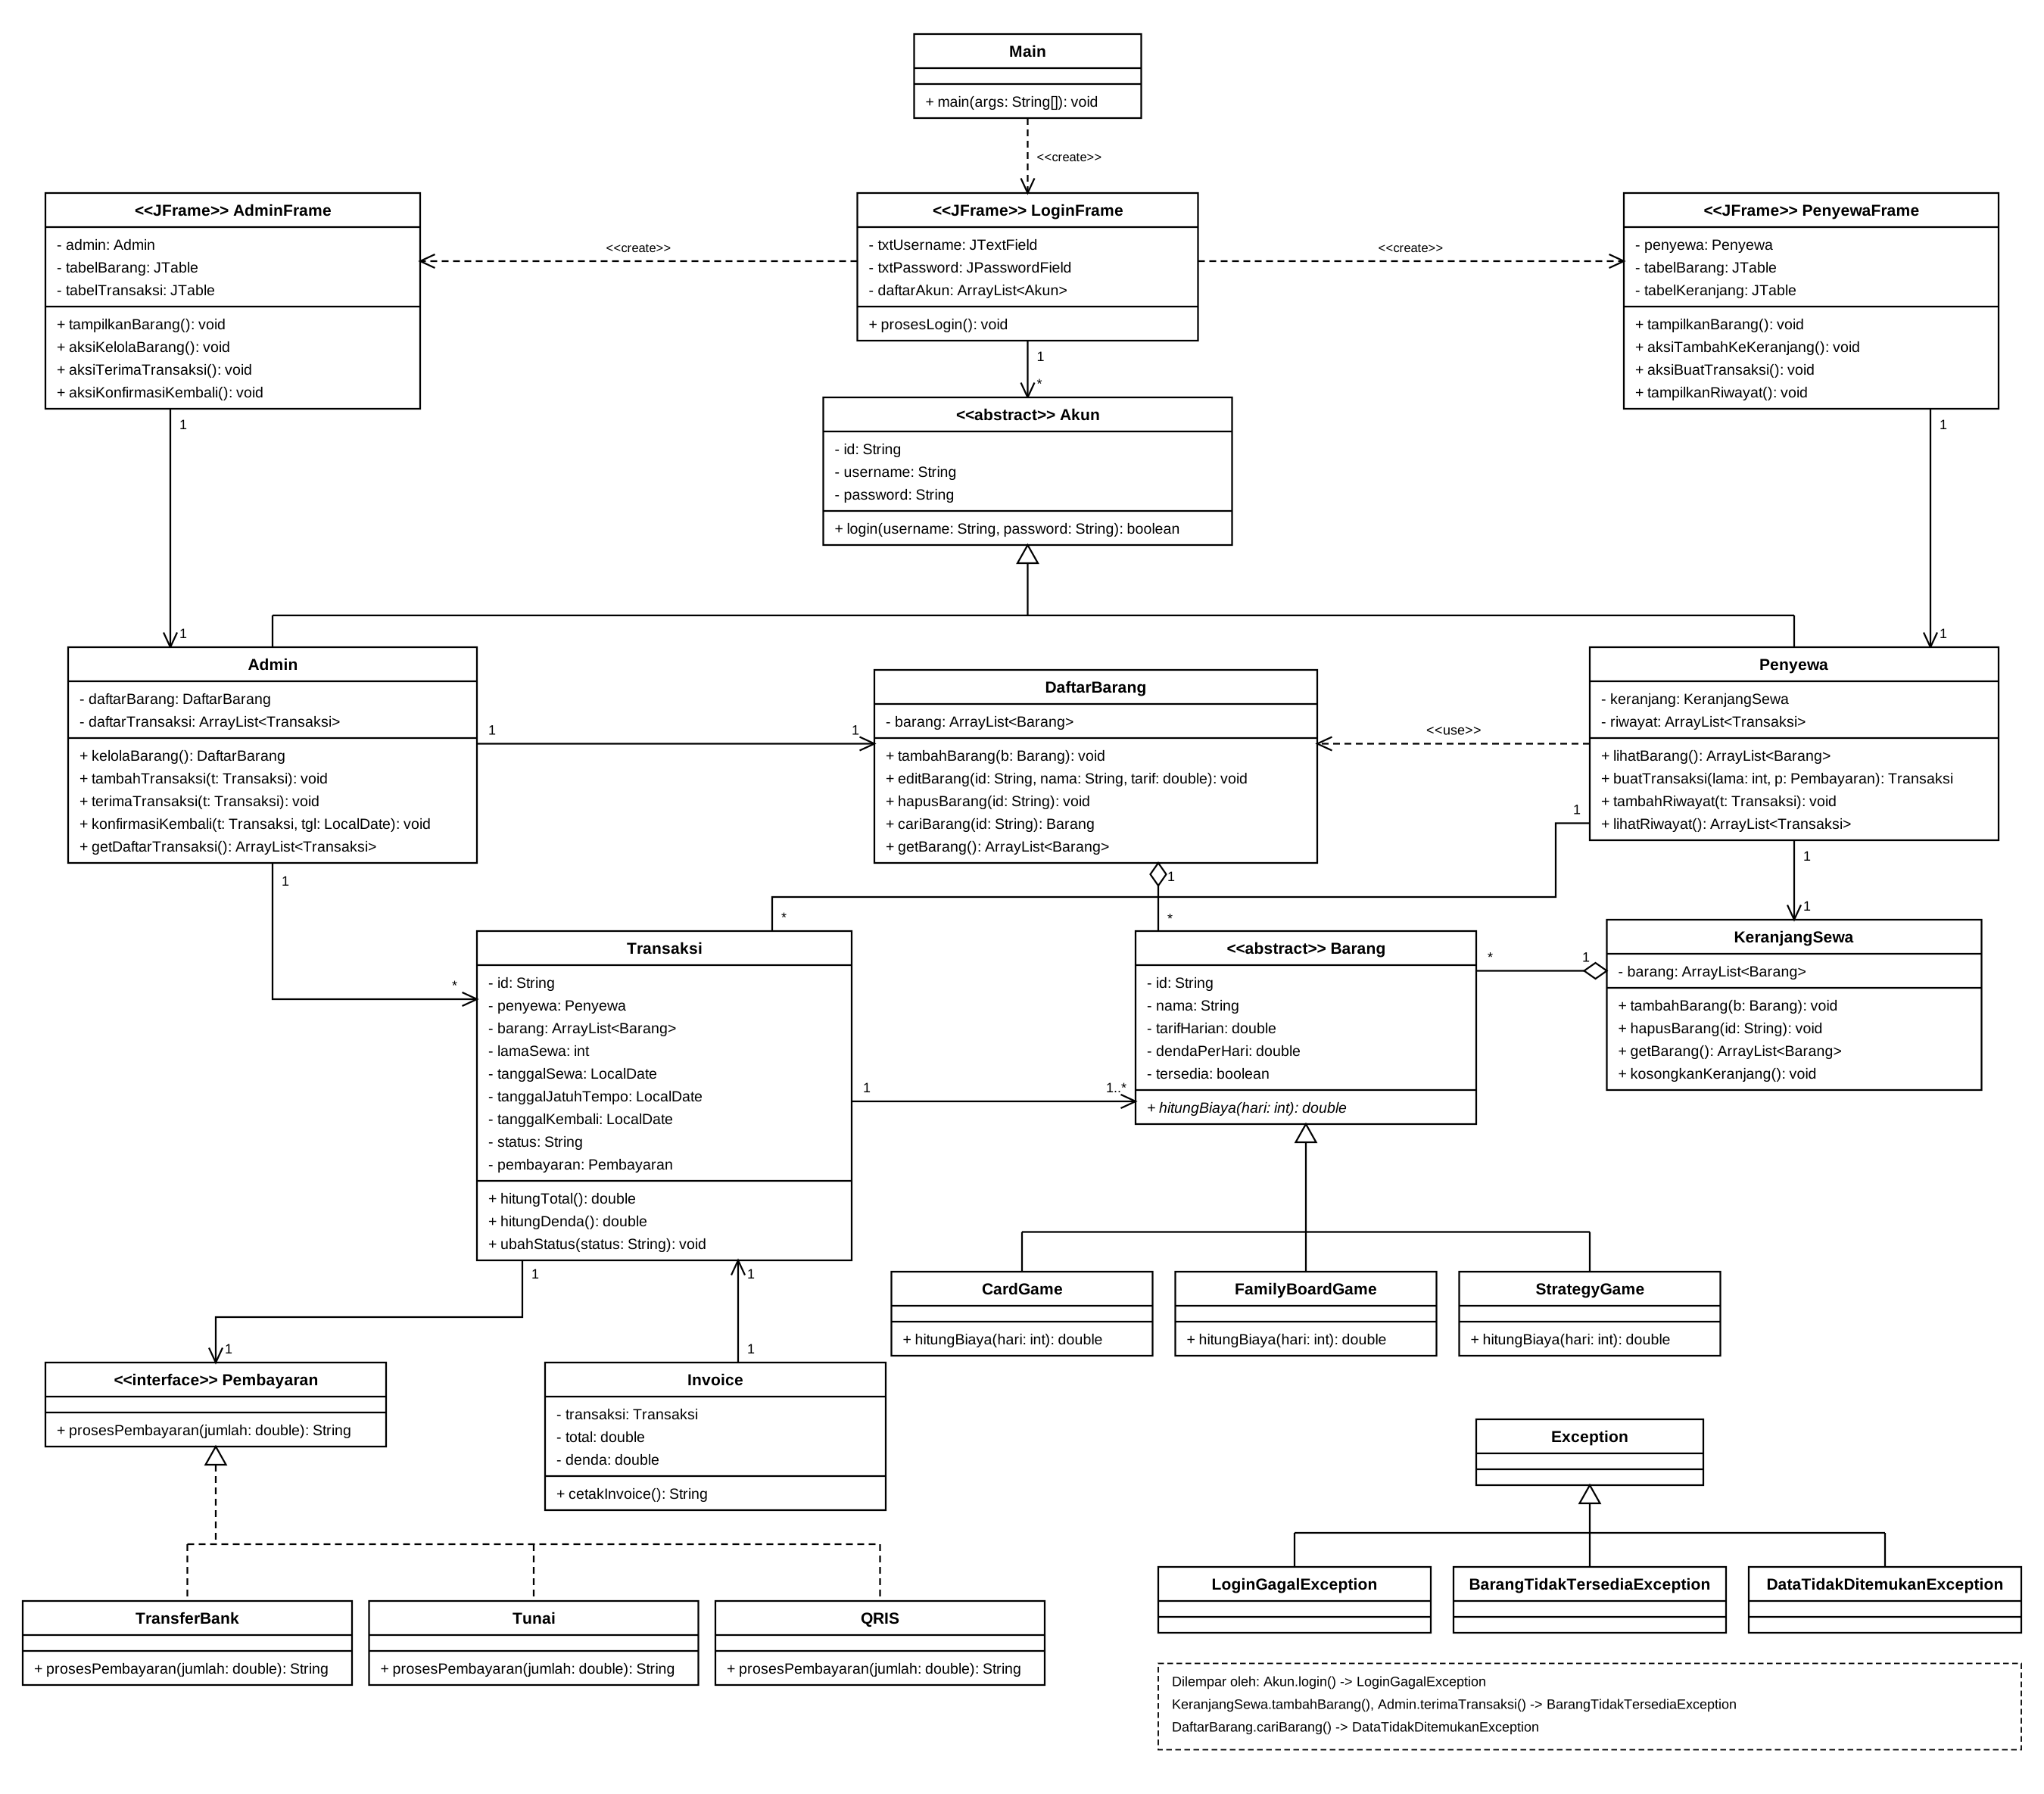 Main
+ main(args: String[]): void
<<create>>
<<JFrame>> AdminFrame
- admin: Admin
- tabelBarang: JTable
- tabelTransaksi: JTable
+ tampilkanBarang(): void
+ aksiKelolaBarang(): void
+ aksiTerimaTransaksi(): void
+ aksiKonfirmasiKembali(): void
<<create>>
<<JFrame>> LoginFrame
- txtUsername: JTextField
- txtPassword: JPasswordField
- daftarAkun: ArrayList<Akun>
+ prosesLogin(): void
<<create>>
<<JFrame>> PenyewaFrame
- penyewa: Penyewa
- tabelBarang: JTable
- tabelKeranjang: JTable
+ tampilkanBarang(): void
+ aksiTambahKeKeranjang(): void
+ aksiBuatTransaksi(): void
+ tampilkanRiwayat(): void
1
*
1
1
<<abstract>> Akun
- id: String
- username: String
- password: String
+ login(username: String, password: String): boolean
1
1
Admin
- daftarBarang: DaftarBarang
- daftarTransaksi: ArrayList<Transaksi>
+ kelolaBarang(): DaftarBarang
+ tambahTransaksi(t: Transaksi): void
+ terimaTransaksi(t: Transaksi): void
+ konfirmasiKembali(t: Transaksi, tgl: LocalDate): void
+ getDaftarTransaksi(): ArrayList<Transaksi>
1
1
DaftarBarang
- barang: ArrayList<Barang>
+ tambahBarang(b: Barang): void
+ editBarang(id: String, nama: String, tarif: double): void
+ hapusBarang(id: String): void
+ cariBarang(id: String): Barang
+ getBarang(): ArrayList<Barang>
<<use>>
Penyewa
- keranjang: KeranjangSewa
- riwayat: ArrayList<Transaksi>
+ lihatBarang(): ArrayList<Barang>
+ buatTransaksi(lama: int, p: Pembayaran): Transaksi
+ tambahRiwayat(t: Transaksi): void
+ lihatRiwayat(): ArrayList<Transaksi>
1
1
1
1
*
*
1
*
Transaksi
- id: String
- penyewa: Penyewa
- barang: ArrayList<Barang>
- lamaSewa: int
- tanggalSewa: LocalDate
- tanggalJatuhTempo: LocalDate
- tanggalKembali: LocalDate
- status: String
- pembayaran: Pembayaran
+ hitungTotal(): double
+ hitungDenda(): double
+ ubahStatus(status: String): void
1
1..*
<<abstract>> Barang
- id: String
- nama: String
- tarifHarian: double
- dendaPerHari: double
- tersedia: boolean
+ hitungBiaya(hari: int): double
*
1
KeranjangSewa
- barang: ArrayList<Barang>
+ tambahBarang(b: Barang): void
+ hapusBarang(id: String): void
+ getBarang(): ArrayList<Barang>
+ kosongkanKeranjang(): void
1
1
1
1
CardGame
+ hitungBiaya(hari: int): double
FamilyBoardGame
+ hitungBiaya(hari: int): double
StrategyGame
+ hitungBiaya(hari: int): double
<<interface>> Pembayaran
+ prosesPembayaran(jumlah: double): String
Invoice
- transaksi: Transaksi
- total: double
- denda: double
+ cetakInvoice(): String
Exception
TransferBank
+ prosesPembayaran(jumlah: double): String
Tunai
+ prosesPembayaran(jumlah: double): String
QRIS
+ prosesPembayaran(jumlah: double): String
LoginGagalException
BarangTidakTersediaException
DataTidakDitemukanException
Dilempar oleh: Akun.login() -> LoginGagalException
KeranjangSewa.tambahBarang(), Admin.terimaTransaksi() -> BarangTidakTersediaException
DaftarBarang.cariBarang() -> DataTidakDitemukanException